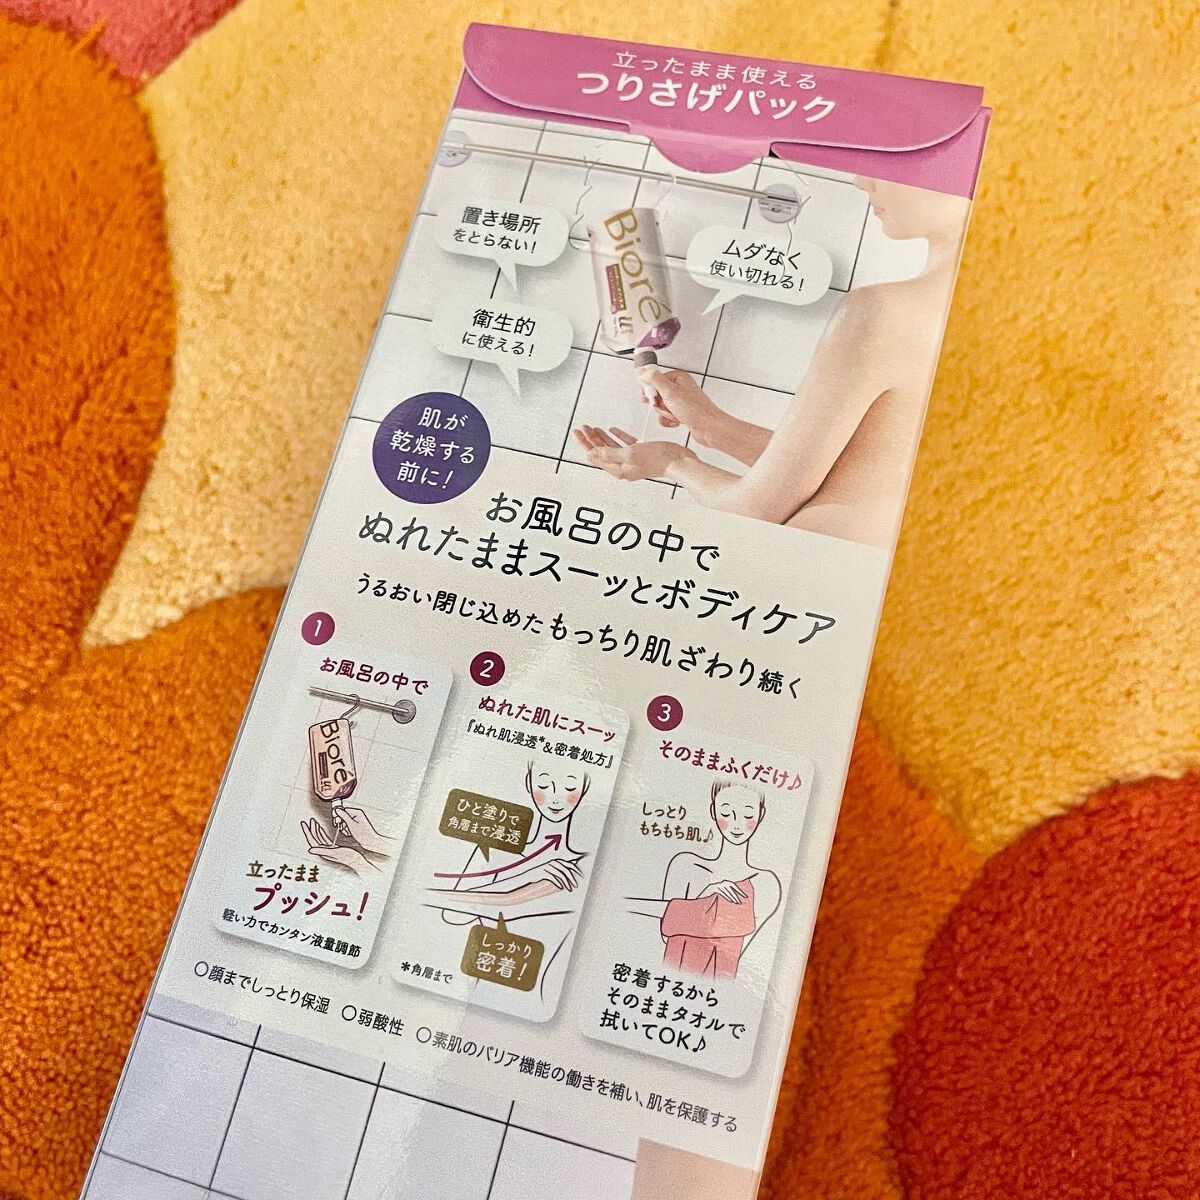 立ったまま使える
つりさげパック
置き場所
をとらない!
Bioré
u
ムダなく
使い切れる!
衛生的
に使える!
肌が
乾燥する
前に!
お風呂の中で
ぬれたままスーッとボディケア
うるおい閉じ込めたもっちり肌ざわり続く
1
お風呂の中で
Bioré
立ったまま
プッシュ!
軽い力でカンタン液量調節
2
ぬれた肌にスーッ
『ぬれ肌浸透*&密着処方』
ひと塗りで
角層まで浸透
しっかり
密着!
*角層まで
3
そのままふくだけ♪
しっとり
もちもち肌♪
密着するから
そのままタオルで
拭いてOK♪
○顔までしっとり保湿 ○弱酸性 ○素肌のバリア機能の働きを補い、肌を保護する